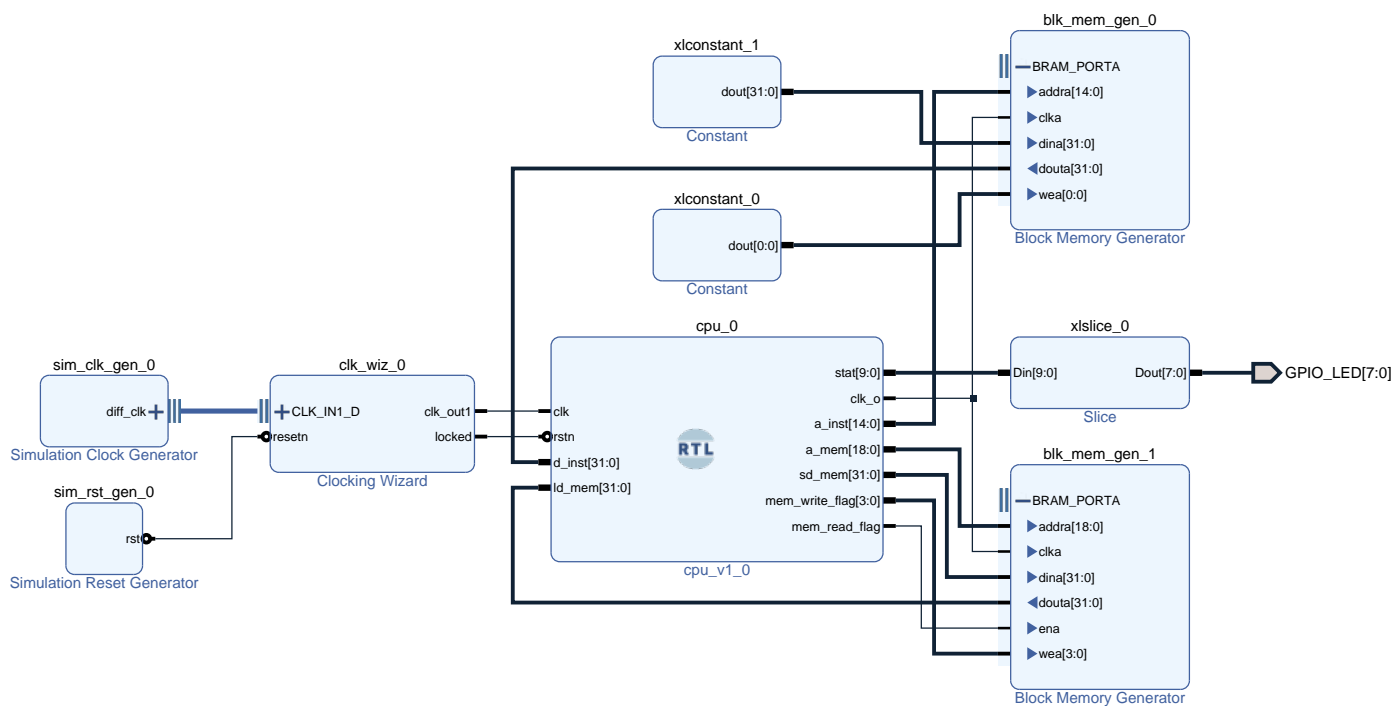 blk_mem_gen_0
BRAM_PORTA
addra[14:0]
clka
dina[31:0]
douta[31:0]
wea[0:0]
Block Memory Generator
xlconstant_1
dout[31:0]
Constant
xlconstant_0
dout[0:0]
Constant
sim_clk_gen_0
diff_clk
Simulation Clock Generator
sim_rst_gen_0
rst
Simulation Reset Generator
clk_wiz_0
CLK_IN1_D
resetn
clk_out1
locked
Clocking Wizard
cpu_0
clk
rstn
d_inst[31:0]
ld_mem[31:0]
RTL
stat[9:0]
clk_o
a_inst[14:0]
a_mem[18:0]
sd_mem[31:0]
mem_write_flag[3:0]
mem_read_flag
cpu_v1_0
xlslice_0
Din[9:0]
Dout[7:0]
Slice
GPIO_LED[7:0]
blk_mem_gen_1
BRAM_PORTA
addra[18:0]
clka
dina[31:0]
douta[31:0]
ena
wea[3:0]
Block Memory Generator